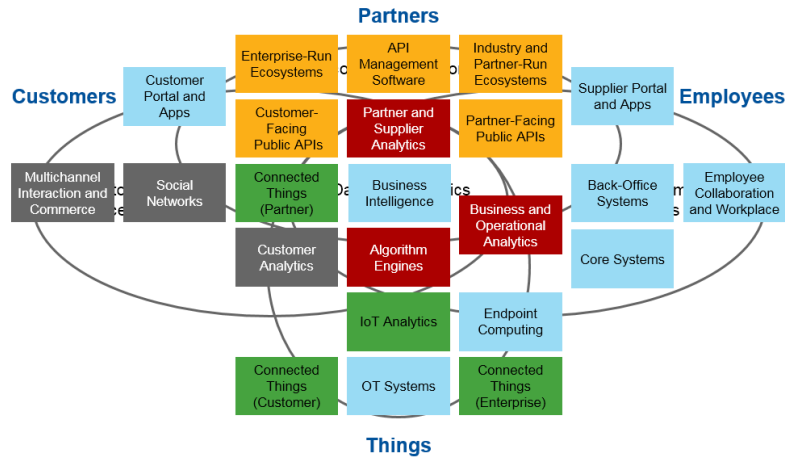 Partners
Enterprise-Run
Ecosystems
API
Management
Software
Industry and
Partner-Run
Ecosystems
Customers
Customer
Portal and
Apps
Supplier Portal
and Apps
Employees
Customer-
Facing
Public APIs
Partner and
Supplier
Analytics
Partner-Facing
Public APIs
Multichannel
Interaction and
Commerce
Social
Networks
Connected
Things
(Partner)
Business
Intelligence
Business and
Operational
Analytics
Back-Office
Systems
Employee
Collaboration
and Workplace
Customer
Analytics
Algorithm
Engines
Core Systems
IoT Analytics
Endpoint
Computing
Connected
Things
(Customer)
OT Systems
Connected
Things
(Enterprise)
Things